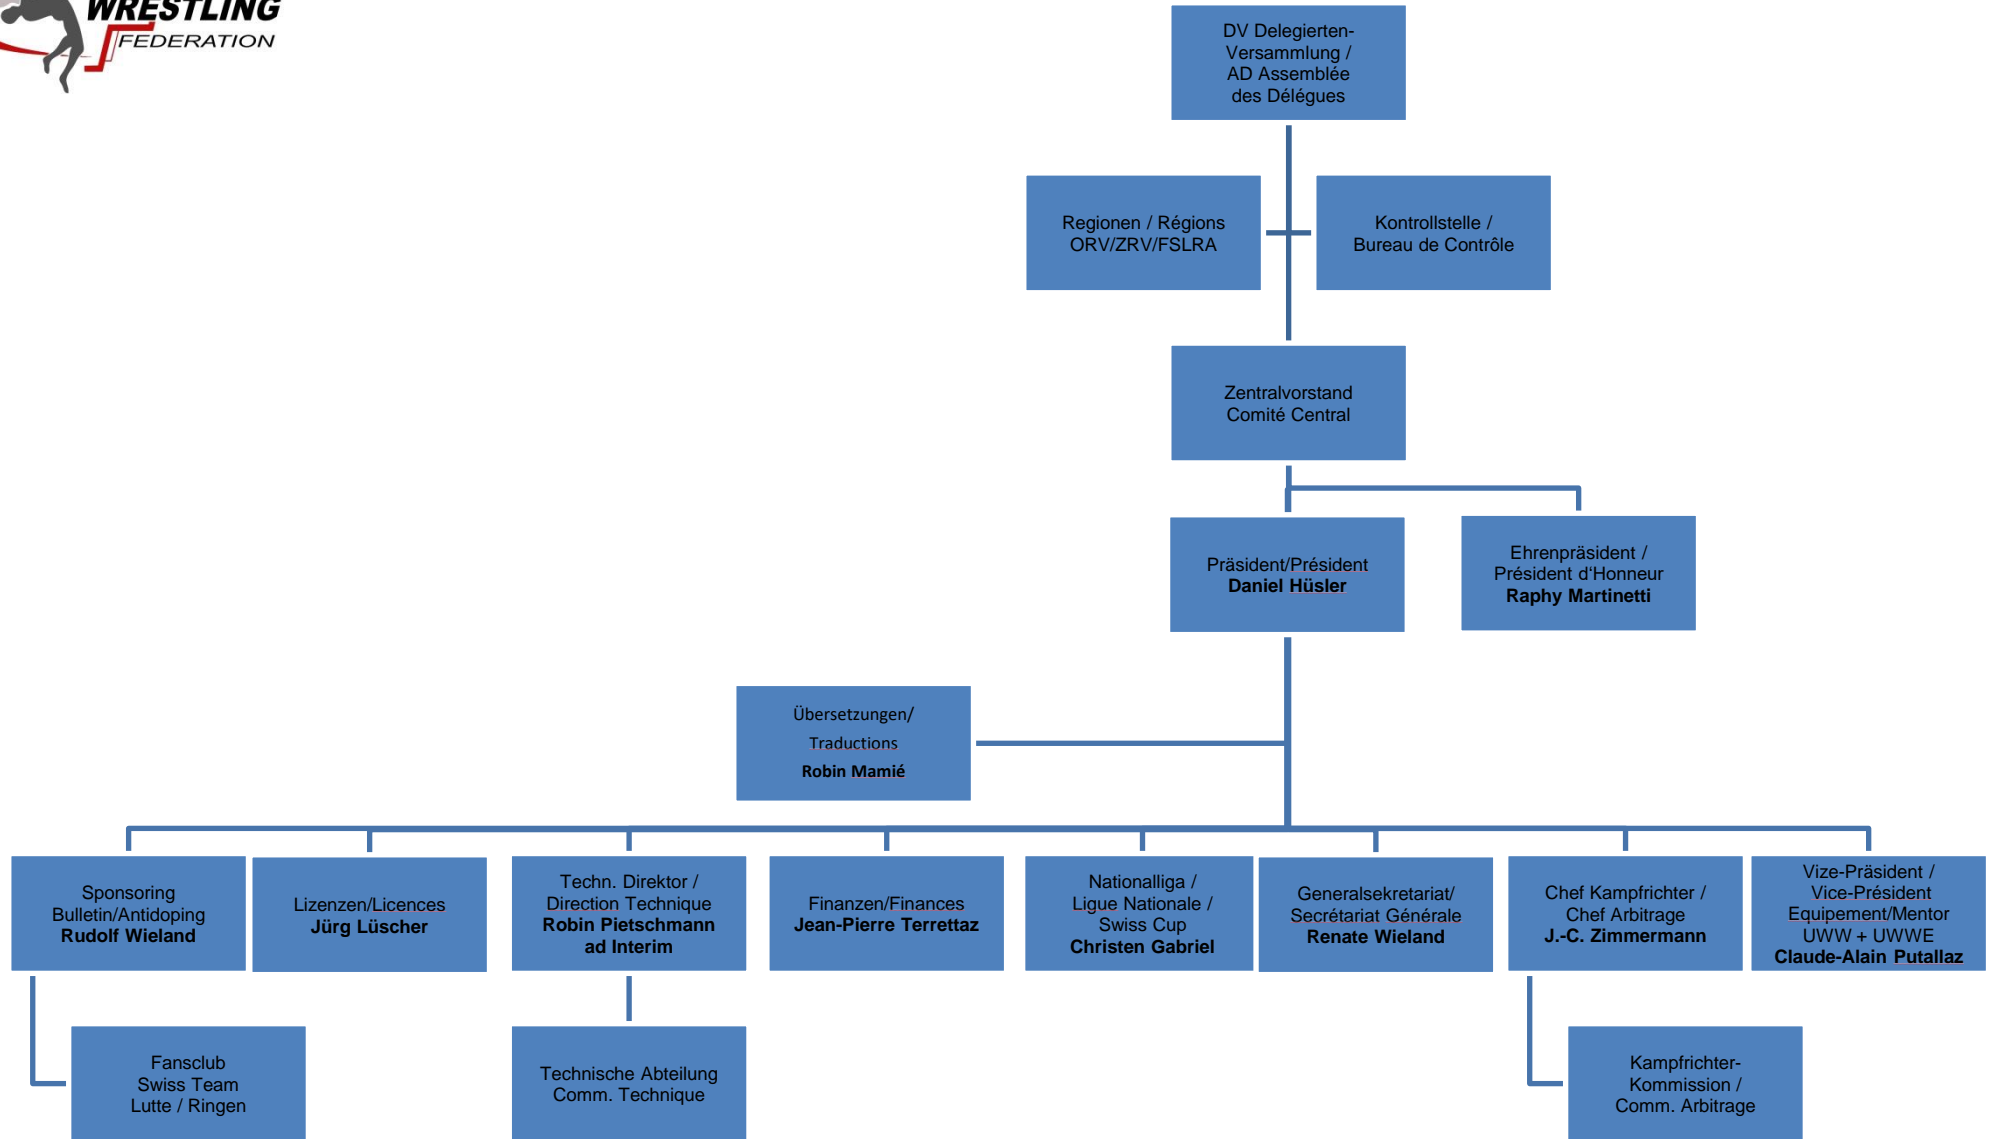 WRESTLING
FEDERATION
DV Delegierten-
Versammlung /
AD Assemblée
des Délégues
Regionen / Régions
ORV/ZRV/FSLRA
Kontrollstelle /
Bureau de Contrôle
Zentralvorstand
Comité Central
Präsident/Président
Daniel Hüsler
Ehrenpräsident /
Président d‘Honneur
Raphy Martinetti
Übersetzungen/
Traductions
Robin Mamié
Sponsoring
Bulletin/Antidoping
Rudolf Wieland
Lizenzen/Licences
Jürg Lüscher
Techn. Direktor /
Direction Technique
Robin Pietschmann
ad Interim
Finanzen/Finances
Jean-Pierre Terrettaz
Nationalliga /
Ligue Nationale /
Swiss Cup
Christen Gabriel
Generalsekretariat/
Secrétariat Générale
Renate Wieland
Chef Kampfrichter /
Chef Arbitrage
J.-C. Zimmermann
Vize-Präsident /
Vice-Président
Equipement/Mentor
UWW + UWWE
Claude-Alain Putallaz
Fansclub
Swiss Team
Lutte / Ringen
Technische Abteilung
Comm. Technique
Kampfrichter-
Kommission /
Comm. Arbitrage